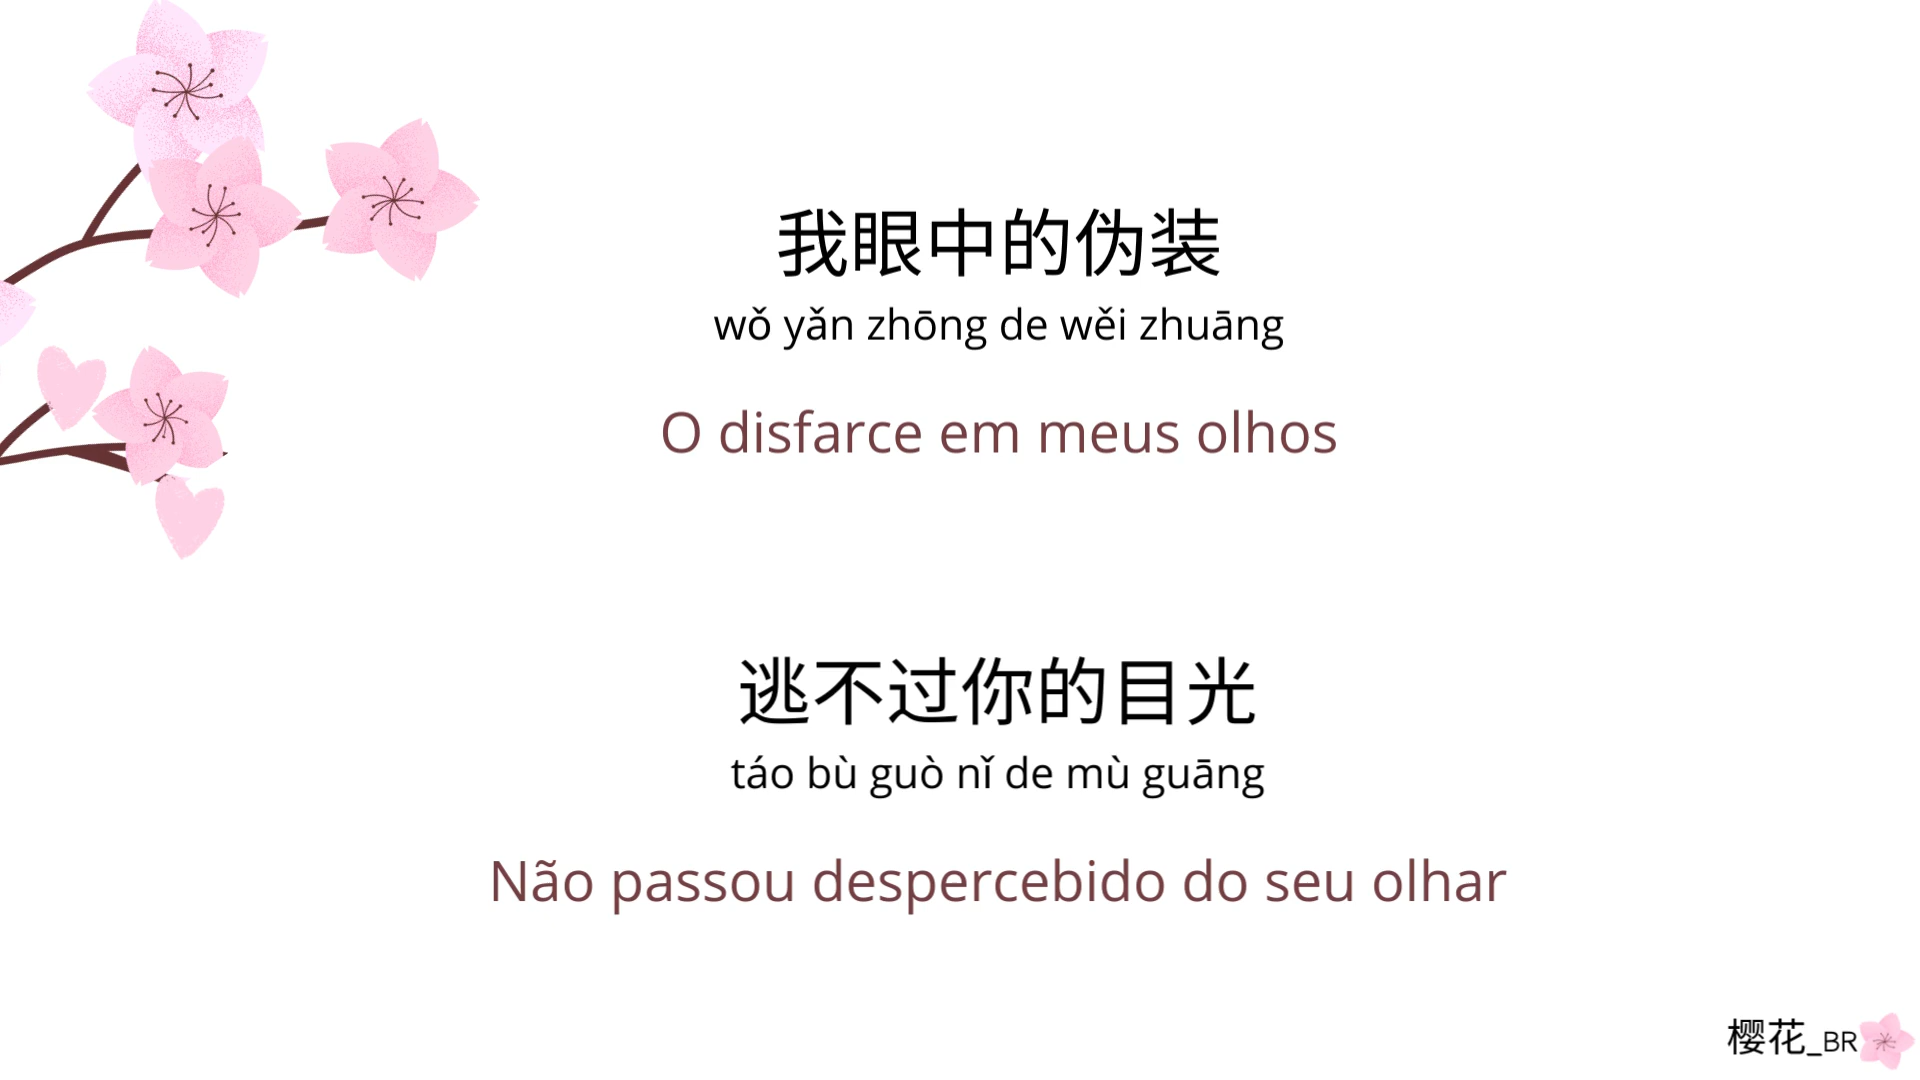 我眼中的伪装
wǒ yǎn zhōng de wěi zhuāng
O disfarce em meus olhos
逃不过你的目光
táo bù guò nǐ de mù guāng
Não passou despercebido do seu olhar
樱花_BR